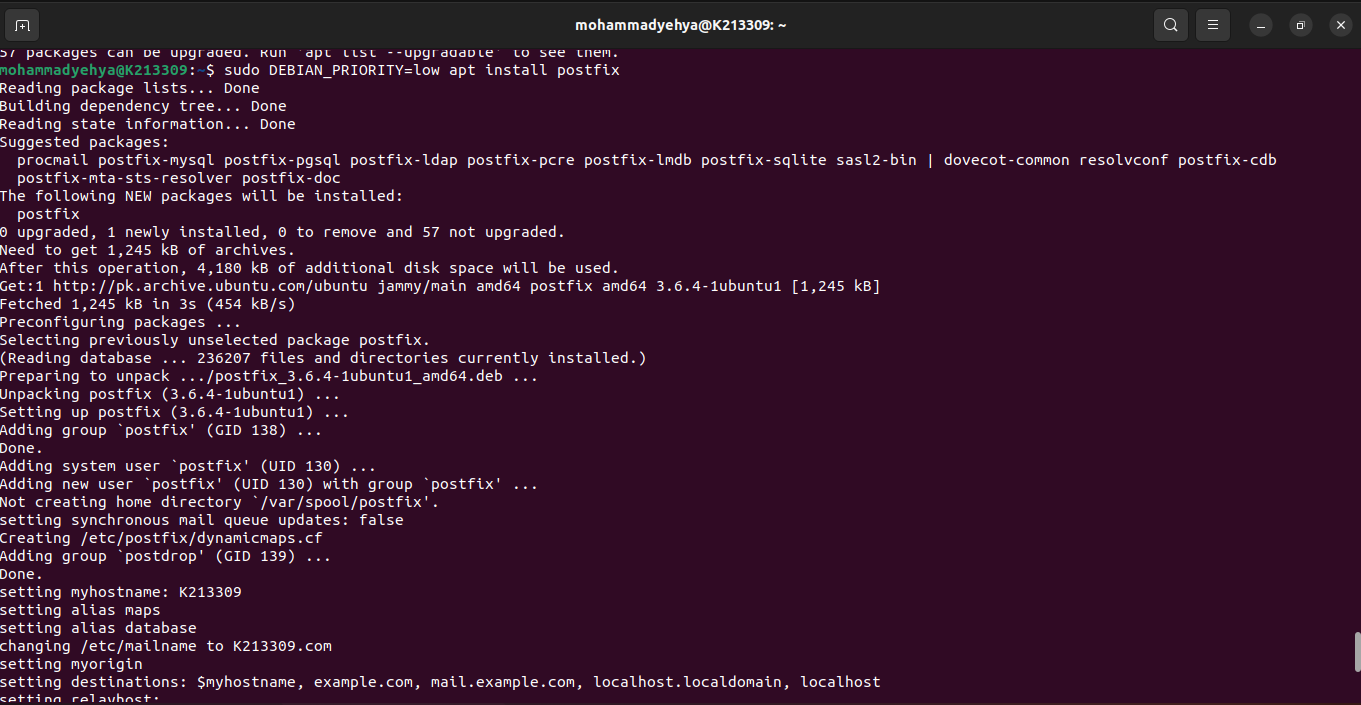 mohammadyehya@K213309: ~
57 packages can be upgraded. Run 'apt list --upgradable' to see them.
mohammadyehya@K213309:~$ sudo DEBIAN_PRIORITY=low apt install postfix
Reading package lists... Done
Building dependency tree... Done
Reading state information... Done
Suggested packages:
  procmail postfix-mysql postfix-pgsql postfix-ldap postfix-pcre postfix-lmdb postfix-sqlite sasl2-bin | dovecot-common resolvconf postfix-cdb
  postfix-mta-sts-resolver postfix-doc
The following NEW packages will be installed:
  postfix
0 upgraded, 1 newly installed, 0 to remove and 57 not upgraded.
Need to get 1,245 kB of archives.
After this operation, 4,180 kB of additional disk space will be used.
Get:1 http://pk.archive.ubuntu.com/ubuntu jammy/main amd64 postfix amd64 3.6.4-1ubuntu1 [1,245 kB]
Fetched 1,245 kB in 3s (454 kB/s)
Preconfiguring packages ...
Selecting previously unselected package postfix.
(Reading database ... 236207 files and directories currently installed.)
Preparing to unpack .../postfix_3.6.4-1ubuntu1_amd64.deb ...
Unpacking postfix (3.6.4-1ubuntu1) ...
Setting up postfix (3.6.4-1ubuntu1) ...
Adding group `postfix' (GID 138) ...
Done.
Adding system user `postfix' (UID 130) ...
Adding new user `postfix' (UID 130) with group `postfix' ...
Not creating home directory `/var/spool/postfix'.
setting synchronous mail queue updates: false
Creating /etc/postfix/dynamicmaps.cf
Adding group `postdrop' (GID 139) ...
Done.
setting myhostname: K213309
setting alias maps
setting alias database
changing /etc/mailname to K213309.com
setting myorigin
setting destinations: $myhostname, example.com, mail.example.com, localhost.localdomain, localhost
setting relayhost: